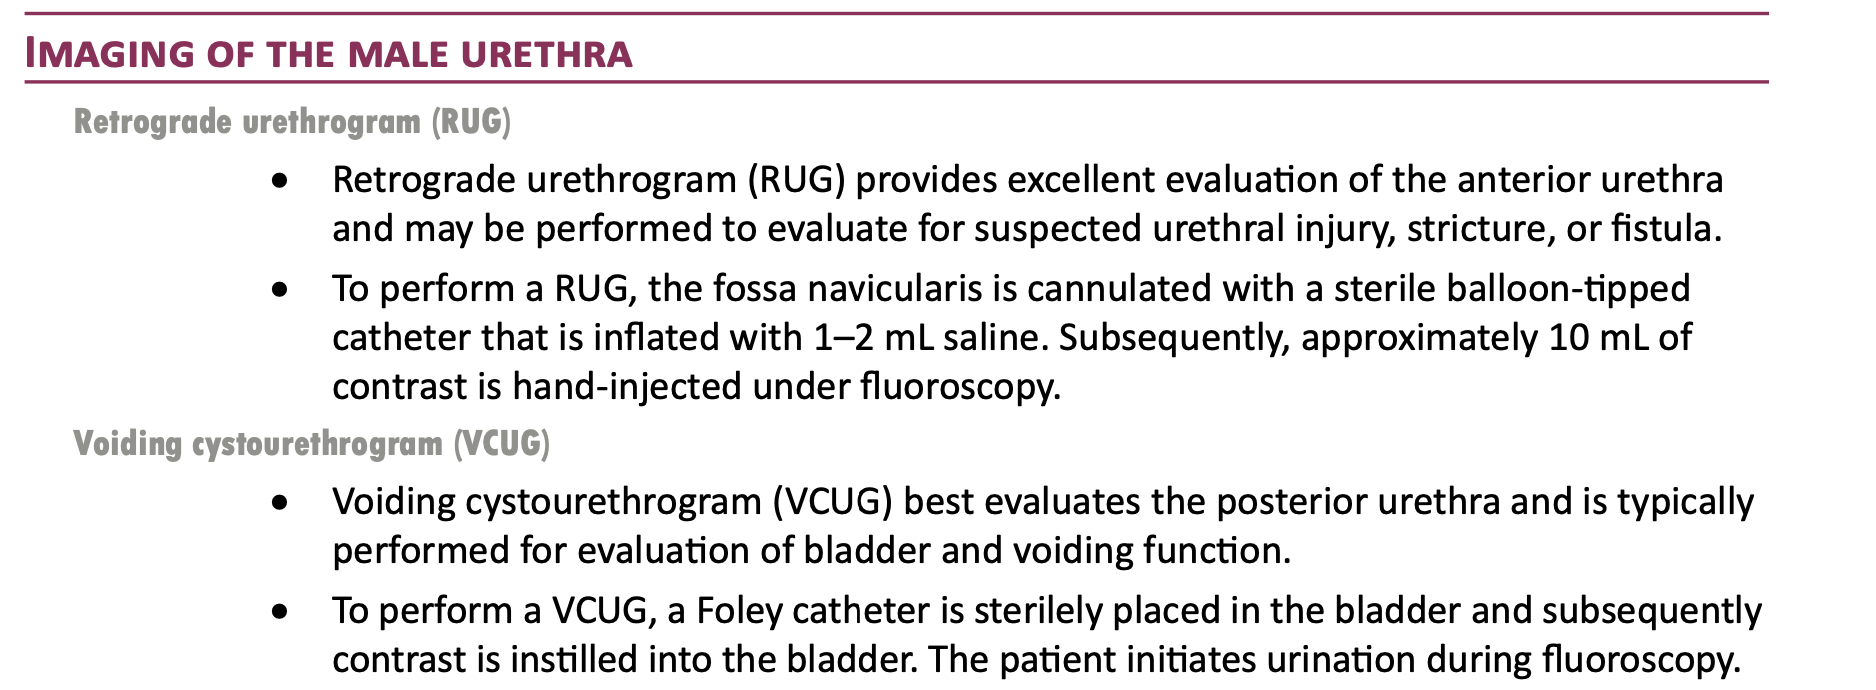 IMAGING OF THE MALE URETHRA
Retrograde urethrogram (RUG)
• Retrograde urethrogram (RUG) provides excellent evaluation of the anterior urethra
and may be performed to evaluate for suspected urethral injury, stricture, or fistula.
• To perform a RUG, the fossa navicularis is cannulated with a sterile balloon-tipped
catheter that is inflated with 1–2 mL saline. Subsequently, approximately 10 mL of
contrast is hand-injected under fluoroscopy.
Voiding cystourethrogram (VCUG)
• Voiding cystourethrogram (VCUG) best evaluates the posterior urethra and is typically
performed for evaluation of bladder and voiding function.
• To perform a VCUG, a Foley catheter is sterilely placed in the bladder and subsequently
contrast is instilled into the bladder. The patient initiates urination during fluoroscopy.